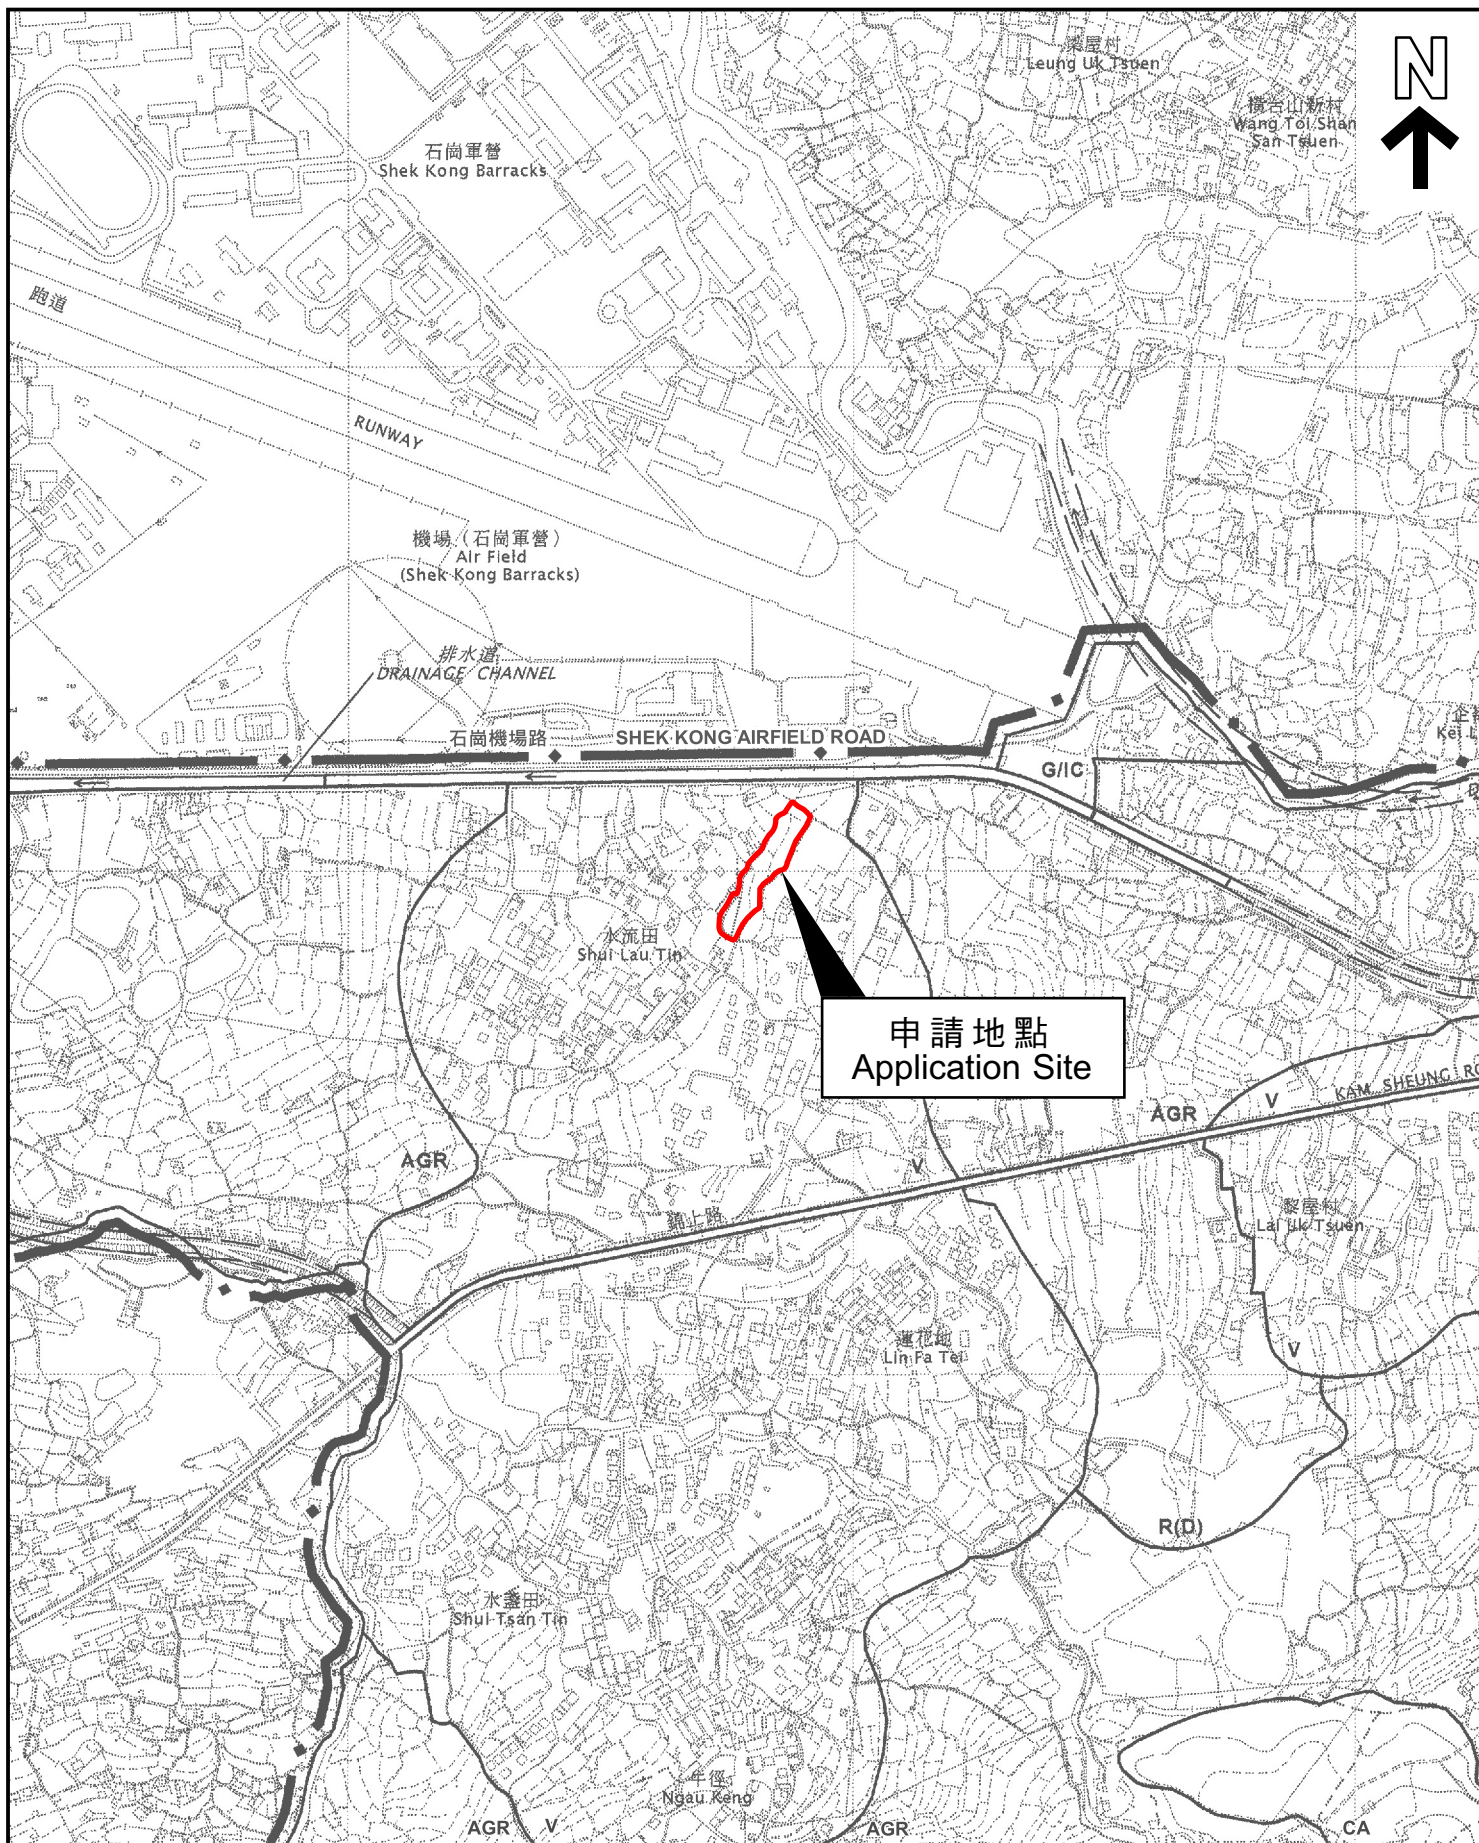 梁屋村
Leung Uk Tsuen
N
橫台山新村
Wang Toi Shan
San Tsuen
石崗軍營
Shek Kong Barracks
跑道
RUNWAY
機場（石崗軍營）
Air Field
(Shek Kong Barracks)
排水道
DRAINAGE CHANNEL
石崗機場路
SHEK KONG AIRFIELD ROAD
G/IC
水流田
Shui Lau Tin
申請地點
Application Site
KAM SHEUNG
V
AGR
AGR
V
錦上路
黎屋村
Lai Uk Tsuen
蓮花地
Lin Fa Tei
V
R(D)
水盞田
Shui Tsan Tin
牛徑
Ngau Keng
AGR
V
AGR
CA